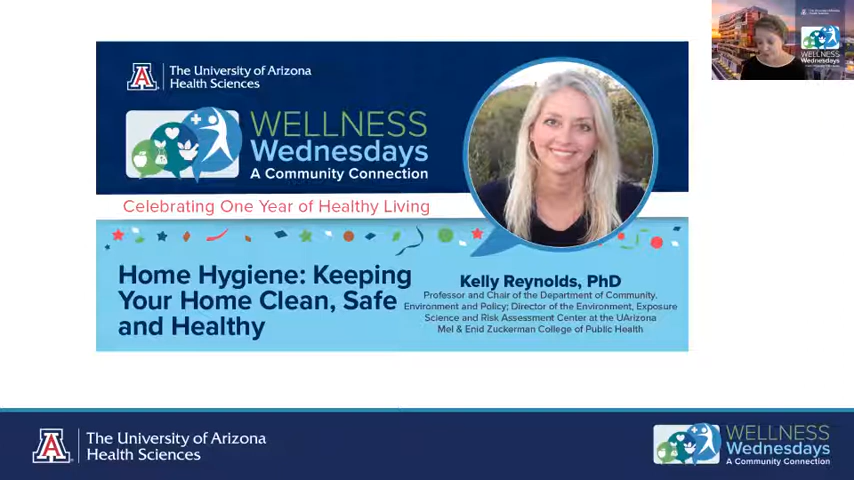 The University of Arizona
Health Sciences
WELLNESS
Wednesdays
A Community Connection
Celebrating One Year of Healthy Living
Home Hygiene: Keeping
Your Home Clean, Safe
and Healthy
Kelly Reynolds, PhD
Professor and Chair of the Department of Community,
Environment and Policy; Director of the Environment, Exposure
Science and Risk Assessment Center at the UArizona
Mel & Enid Zuckerman College of Public Health
WELLNESS
Wednesdays
A
The University of Arizona
Health Sciences
WELLNESS
Wednesdays
A Community Connection